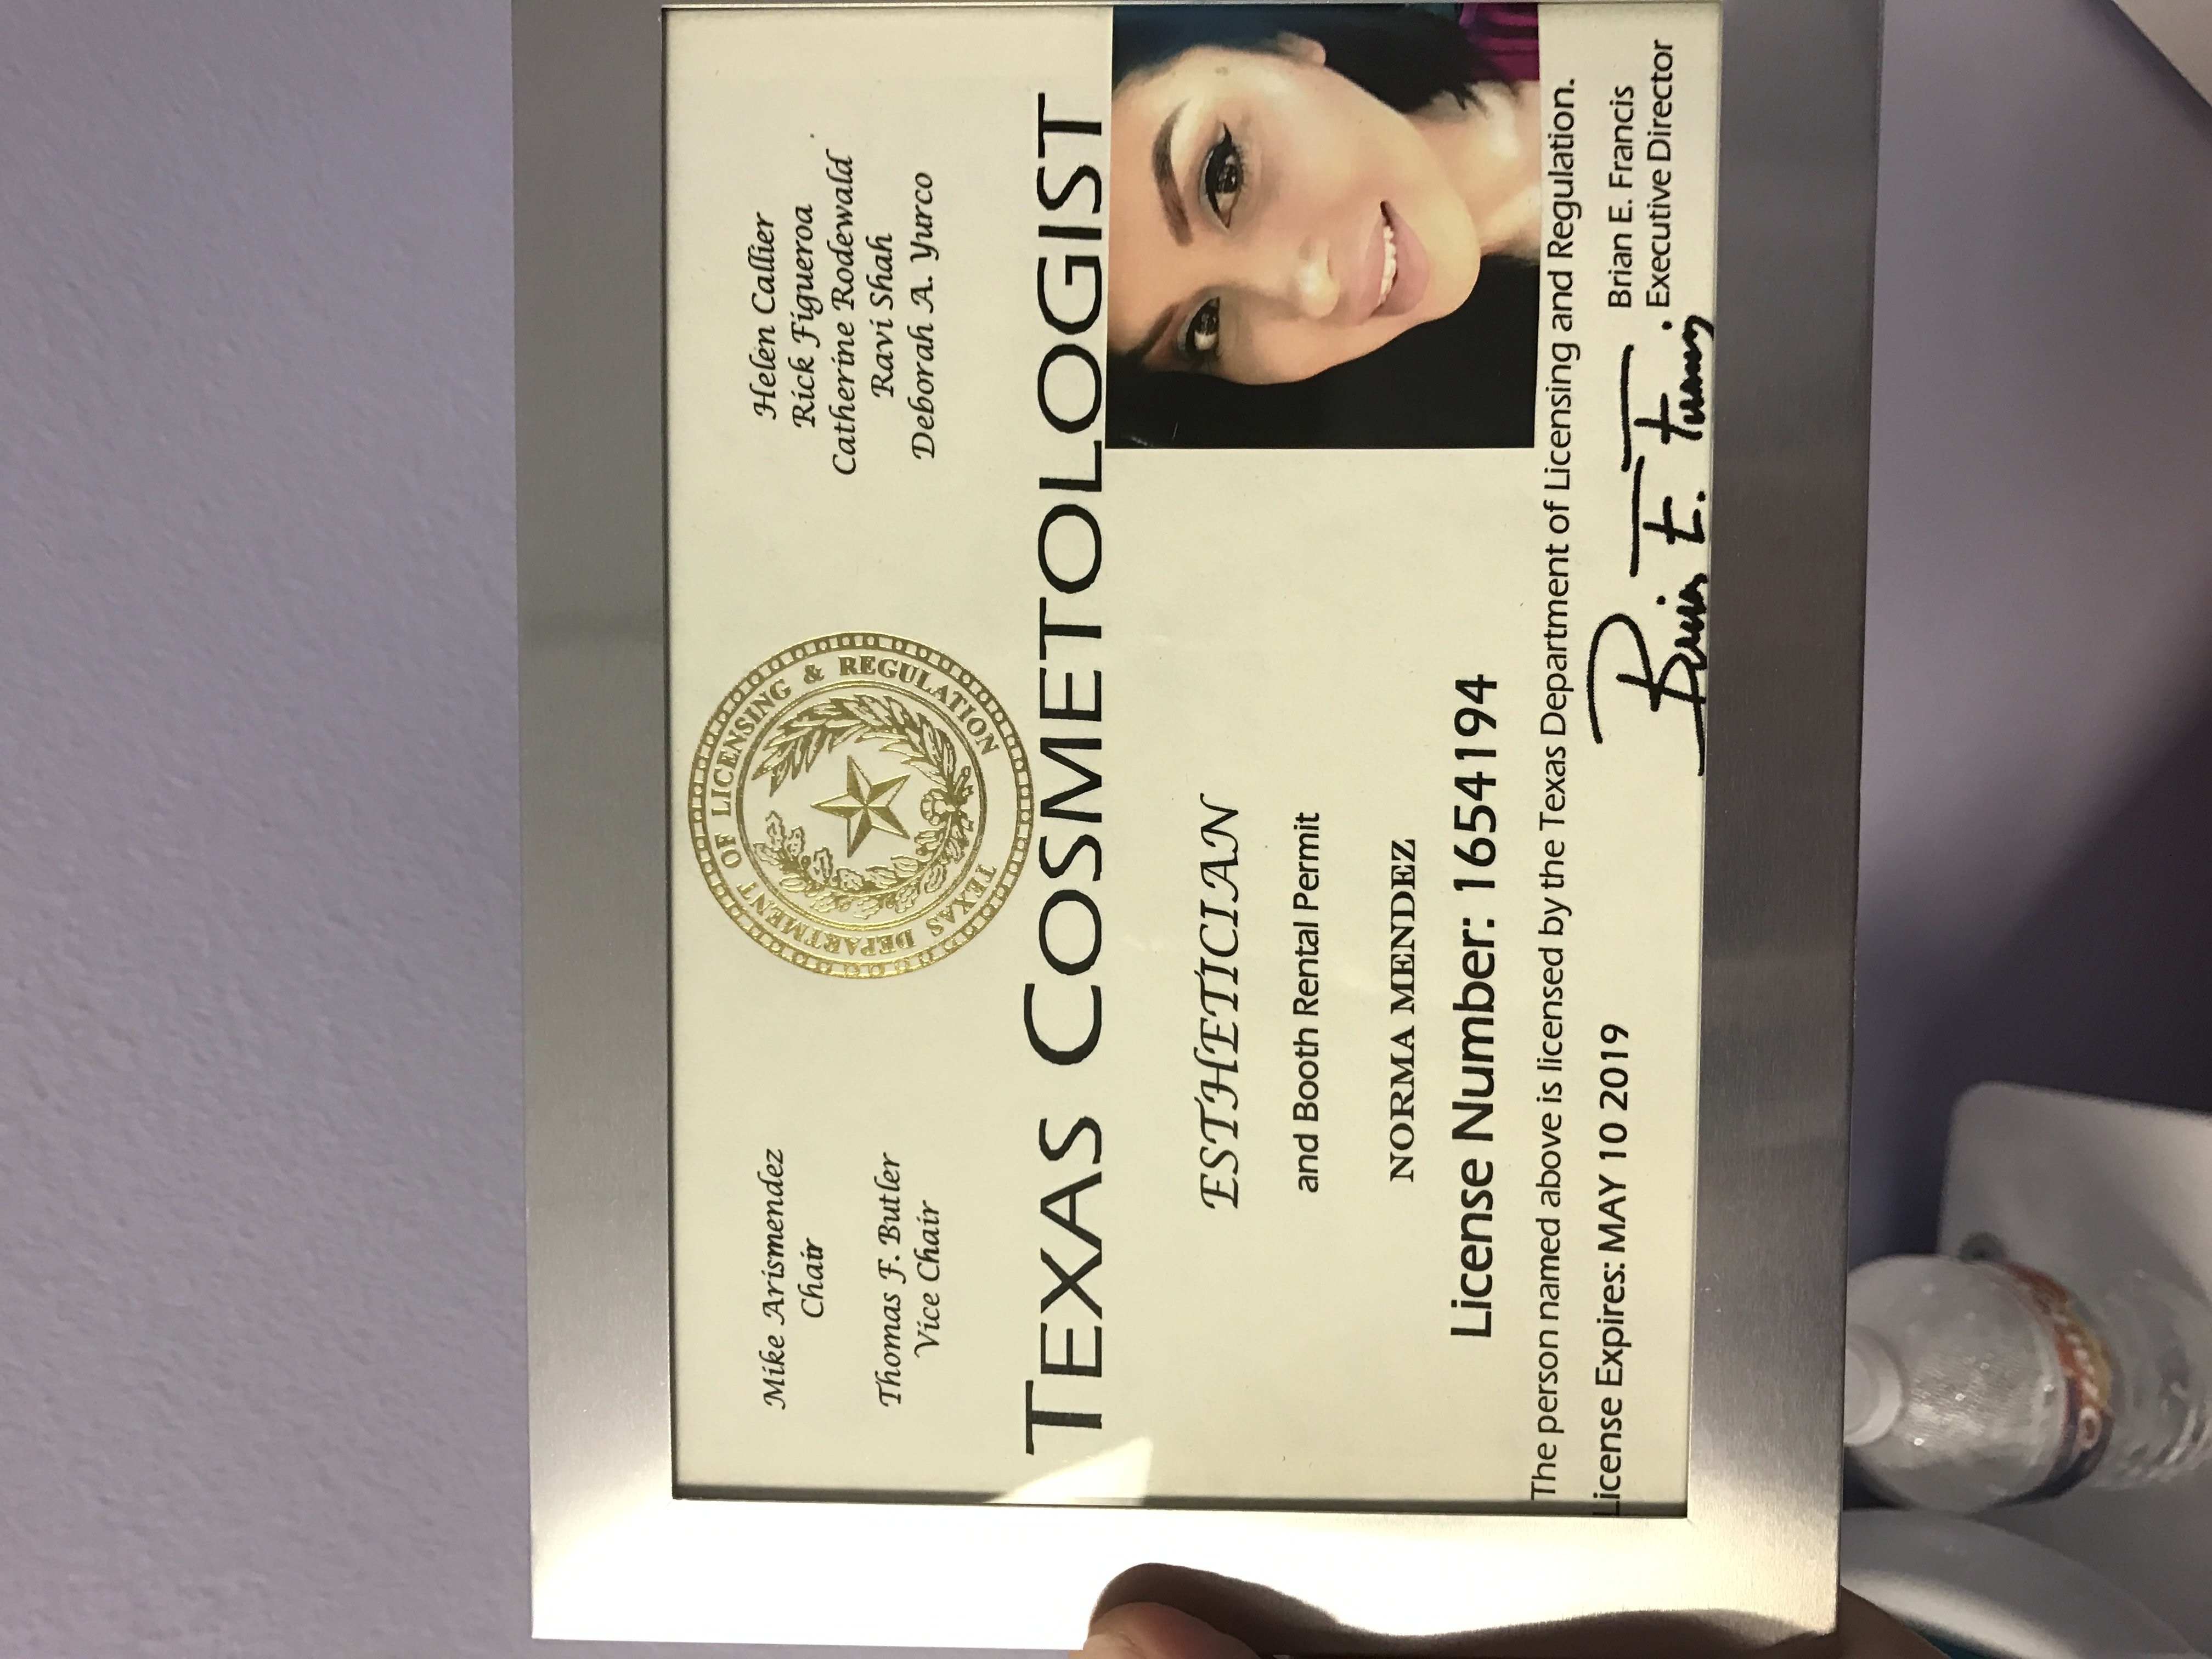 Mike Arismendez
Chair
Thomas F. Butler
Vice Chair
TEXAS DEPARTMENT OF LICENSING & REGULATION
Helen Callier
Rick Figueroa
Catherine Rodewald
Ravi Shah
Deborah A. Yurco
TEXAS COSMETOLOGIST
ESTHETICIAN
and Booth Rental Permit
NORMA MENDEZ
License Number: 1654194
The person named above is licensed by the Texas Department of Licensing and Regulation.
License Expires: MAY 10 2019
Brian E. Francis
Brian E. Francis
Executive Director